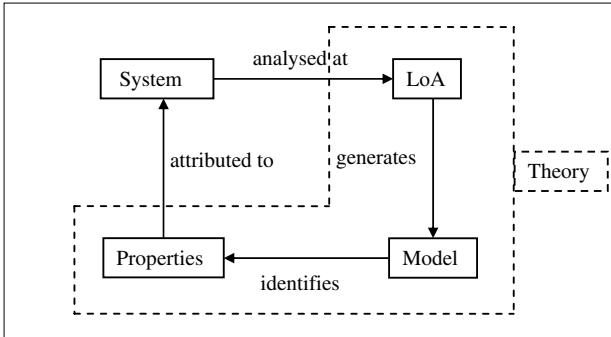 analysed at
System
LoA
attributed to
generates
Theory
Properties
Model
identifies